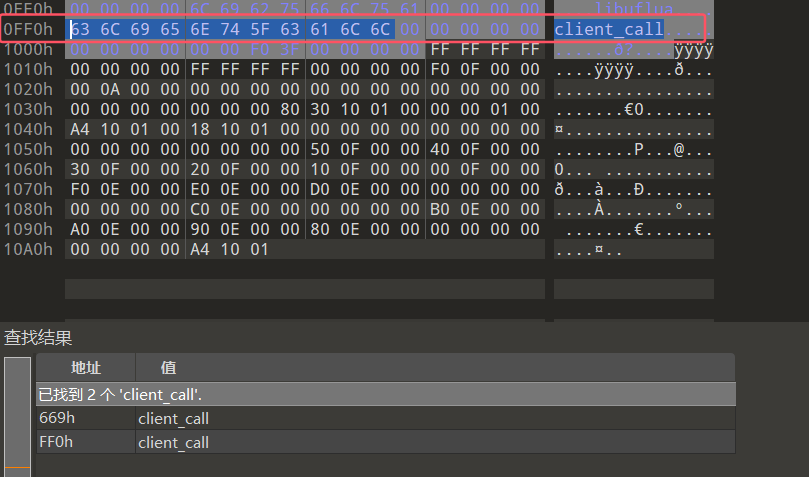 0FE0h 00 00 00 00 6C 69 62 75 66 6C 75 61 00 00 00 00 ....libuflua....
0FF0h 63 6C 69 65 6E 74 5F 63 61 6C 6C 00 00 00 00 00 client_call.....
1000h 00 00 00 00 00 00 F0 3F 00 00 00 00 FF FF FF FF ......ð?....ÿÿÿÿ
1010h 00 00 00 00 FF FF FF FF 00 00 00 00 F0 0F 00 00 ....ÿÿÿÿ....ð...
1020h 00 0A 00 00 00 00 00 00 00 00 00 00 00 00 00 00 ................
1030h 00 00 00 00 00 00 00 80 30 10 01 00 00 00 01 00 .......€0.......
1040h A4 10 01 00 18 10 01 00 00 00 00 00 00 00 00 00 ¤...............
1050h 00 00 00 00 00 00 00 00 50 0F 00 00 40 0F 00 00 ........P...@...
1060h 30 0F 00 00 20 0F 00 00 10 0F 00 00 00 0F 00 00 0... ...........
1070h F0 0E 00 00 E0 0E 00 00 D0 0E 00 00 00 00 00 00 ð...à...Ð.......
1080h 00 00 00 00 C0 0E 00 00 00 00 00 00 B0 0E 00 00 ....À.......°...
1090h A0 0E 00 00 90 0E 00 00 80 0E 00 00 00 00 00 00  .......€.......
10A0h 00 00 00 00 A4 10 01 ....¤..
查找结果
地址 值
已找到 2 个 'client_call'.
669h client_call
FF0h client_call